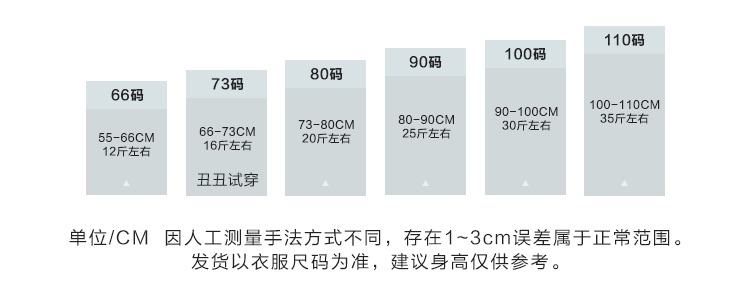 66码
55-66CM
12斤左右
73码
66-73CM
16斤左右
丑丑试穿
80码
73-80CM
20斤左右
90码
80-90CM
25斤左右
100码
90-100CM
30斤左右
110码
100-110CM
35斤左右
单位/CM 因人工测量手法方式不同，存在1~3cm误差属于正常范围。
发货以衣服尺码为准，建议身高仅供参考。